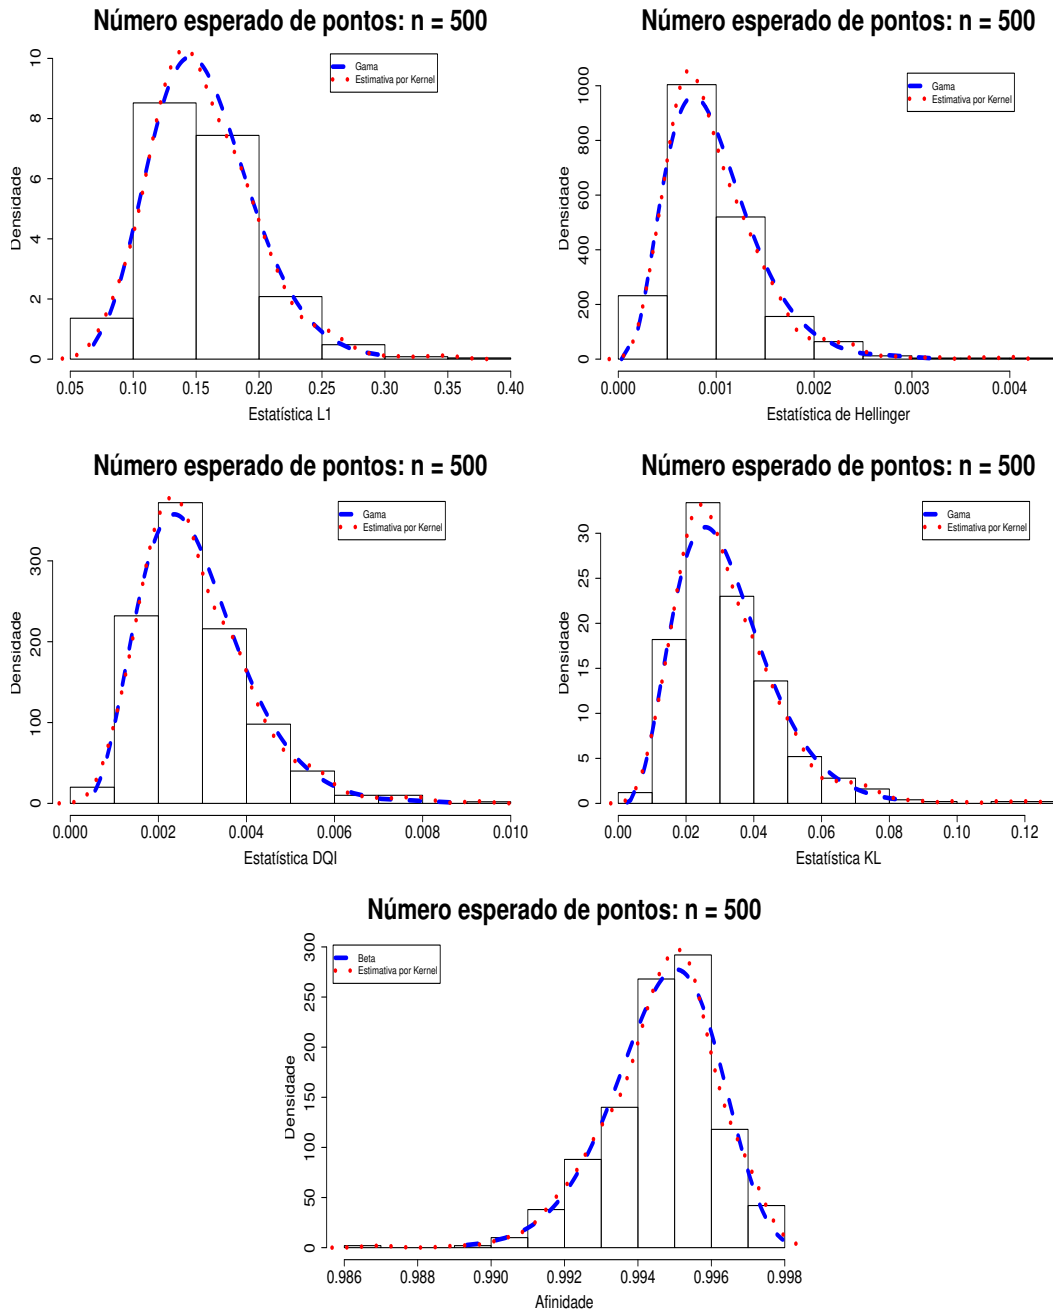 Número esperado de pontos: n = 500
Densidade
0 2 4 6 8 10
Gama
Estimativa por Kernel
0.05 0.10 0.15 0.20 0.25 0.30 0.35 0.40
Estatística L1
Número esperado de pontos: n = 500
Densidade
0 200 400 600 800 1000
Gama
Estimativa por Kernel
0.000 0.001 0.002 0.003 0.004
Estatística de Hellinger
Número esperado de pontos: n = 500
Densidade
0 100 200 300
Gama
Estimativa por Kernel
0.000 0.002 0.004 0.006 0.008 0.010
Estatística DQI
Número esperado de pontos: n = 500
Densidade
0 5 10 15 20 25 30
Gama
Estimativa por Kernel
0.00 0.02 0.04 0.06 0.08 0.10 0.12
Estatística KL
Número esperado de pontos: n = 500
Densidade
0 50 100 150 200 250 300
Beta
Estimativa por Kernel
0.986 0.988 0.990 0.992 0.994 0.996 0.998
Afinidade